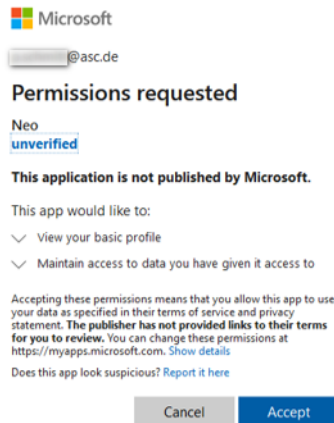 Microsoft
@asc.de
Permissions requested
Neo
unverified
This application is not published by Microsoft.
This app would like to:
View your basic profile
Maintain access to data you have given it access to
Accepting these permissions means that you allow this app to use
your data as specified in their terms of service and privacy
statement. The publisher has not provided links to their terms
for you to review. You can change these permissions at
https://myapps.microsoft.com. Show details
Does this app look suspicious? Report it here
Cancel Accept